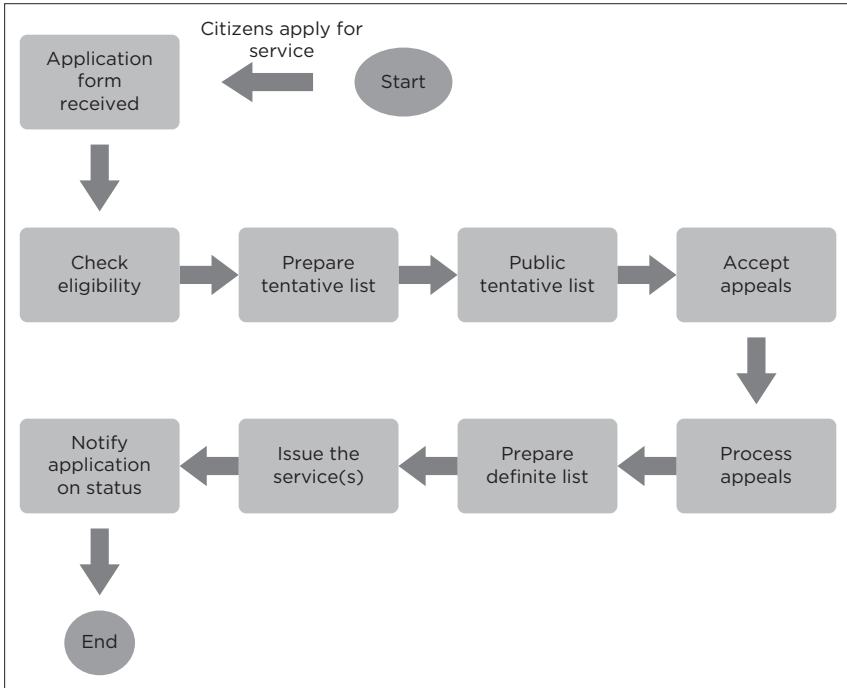 Citizens apply for
service
Start
Application
form
received
Check
eligibility
Prepare
tentative list
Public
tentative list
Accept
appeals
Process
appeals
Prepare
definite list
Issue the
service(s)
Notify
application
on status
End